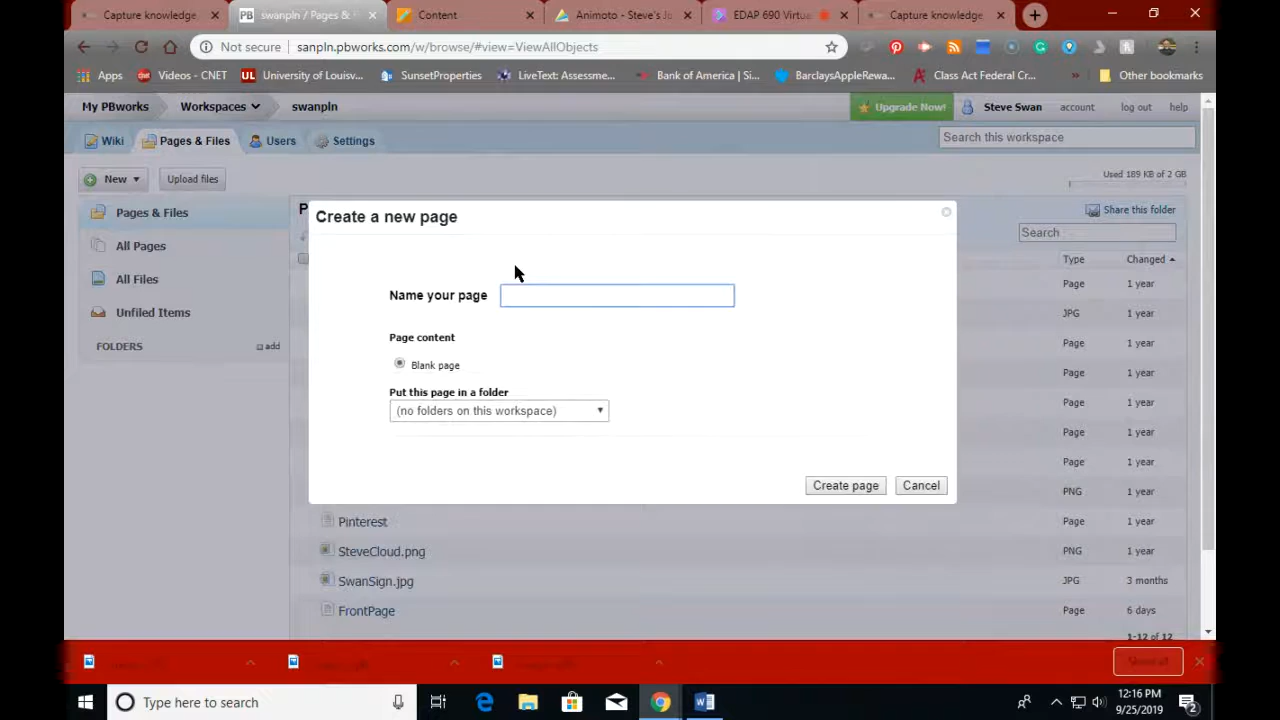 Capture knowledge
swanpln / Pages & F
Content
Animoto - Steve's Jo
EDAP 690 Virtua
Capture knowledge
Not secure
sanpln.pbworks.com/w/browse/#view=ViewAllObjects
Apps
Videos - CNET
University of Louisv...
SunsetProperties
LiveText: Assessme...
Bank of America | Si...
BarclaysAppleRewa...
Class Act Federal Cr...
»
Other bookmarks
My PBworks
Workspaces
swanpln
Upgrade Now!
Steve Swan
account
log out
help
Wiki
Pages & Files
Users
Settings
Search this workspace
New
Upload files
Used 189 KB of 2 GB
Pages & Files
All Pages
All Files
Unfiled Items
FOLDERS
add
P
Share this folder
Search
Type
Changed
Page
1 year
JPG
1 year
Page
1 year
Page
1 year
Page
1 year
Page
1 year
Page
1 year
PNG
1 year
Create a new page
Name your page
Page content
Blank page
Put this page in a folder
(no folders on this workspace)
Create page
Cancel
Pinterest
Page
1 year
SteveCloud.png
PNG
1 year
SwanSign.jpg
JPG
3 months
FrontPage
Page
6 days
1-12 of 12
Show all
Type here to search
12:16 PM
9/25/2019
2